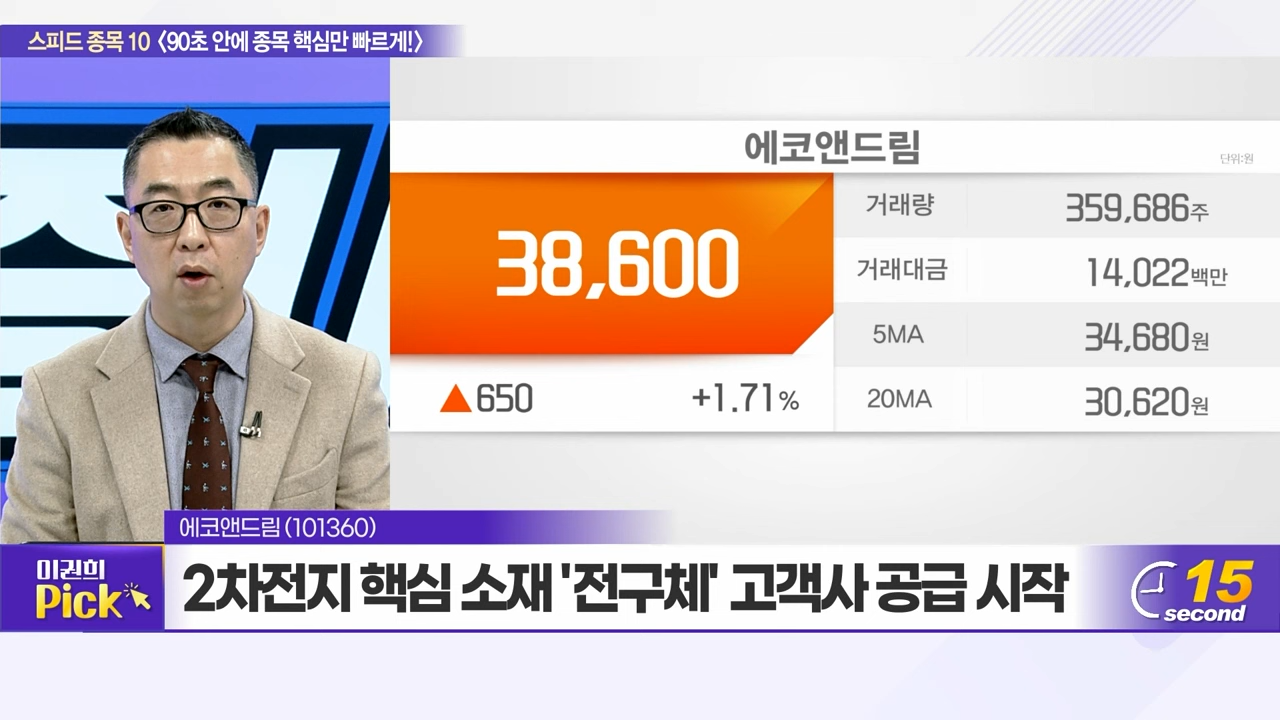 스피드 종목 10 〈90초 안에 종목 핵심만 빠르게!〉
에코앤드림
단위:원
38,600
▲650 +1.71%
거래량 359,686주
거래대금 14,022백만
5MA 34,680원
20MA 30,620원
에코앤드림(101360)
이권희
Pick
2차전지 핵심 소재 '전구체' 고객사 공급 시작
15
second